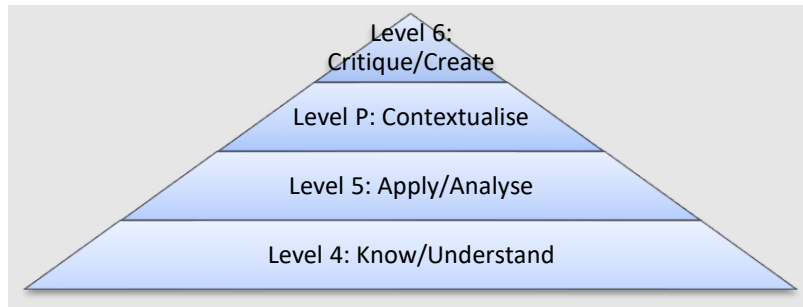 Level 6:
Critique/Create
Level P: Contextualise
Level 5: Apply/Analyse
Level 4: Know/Understand